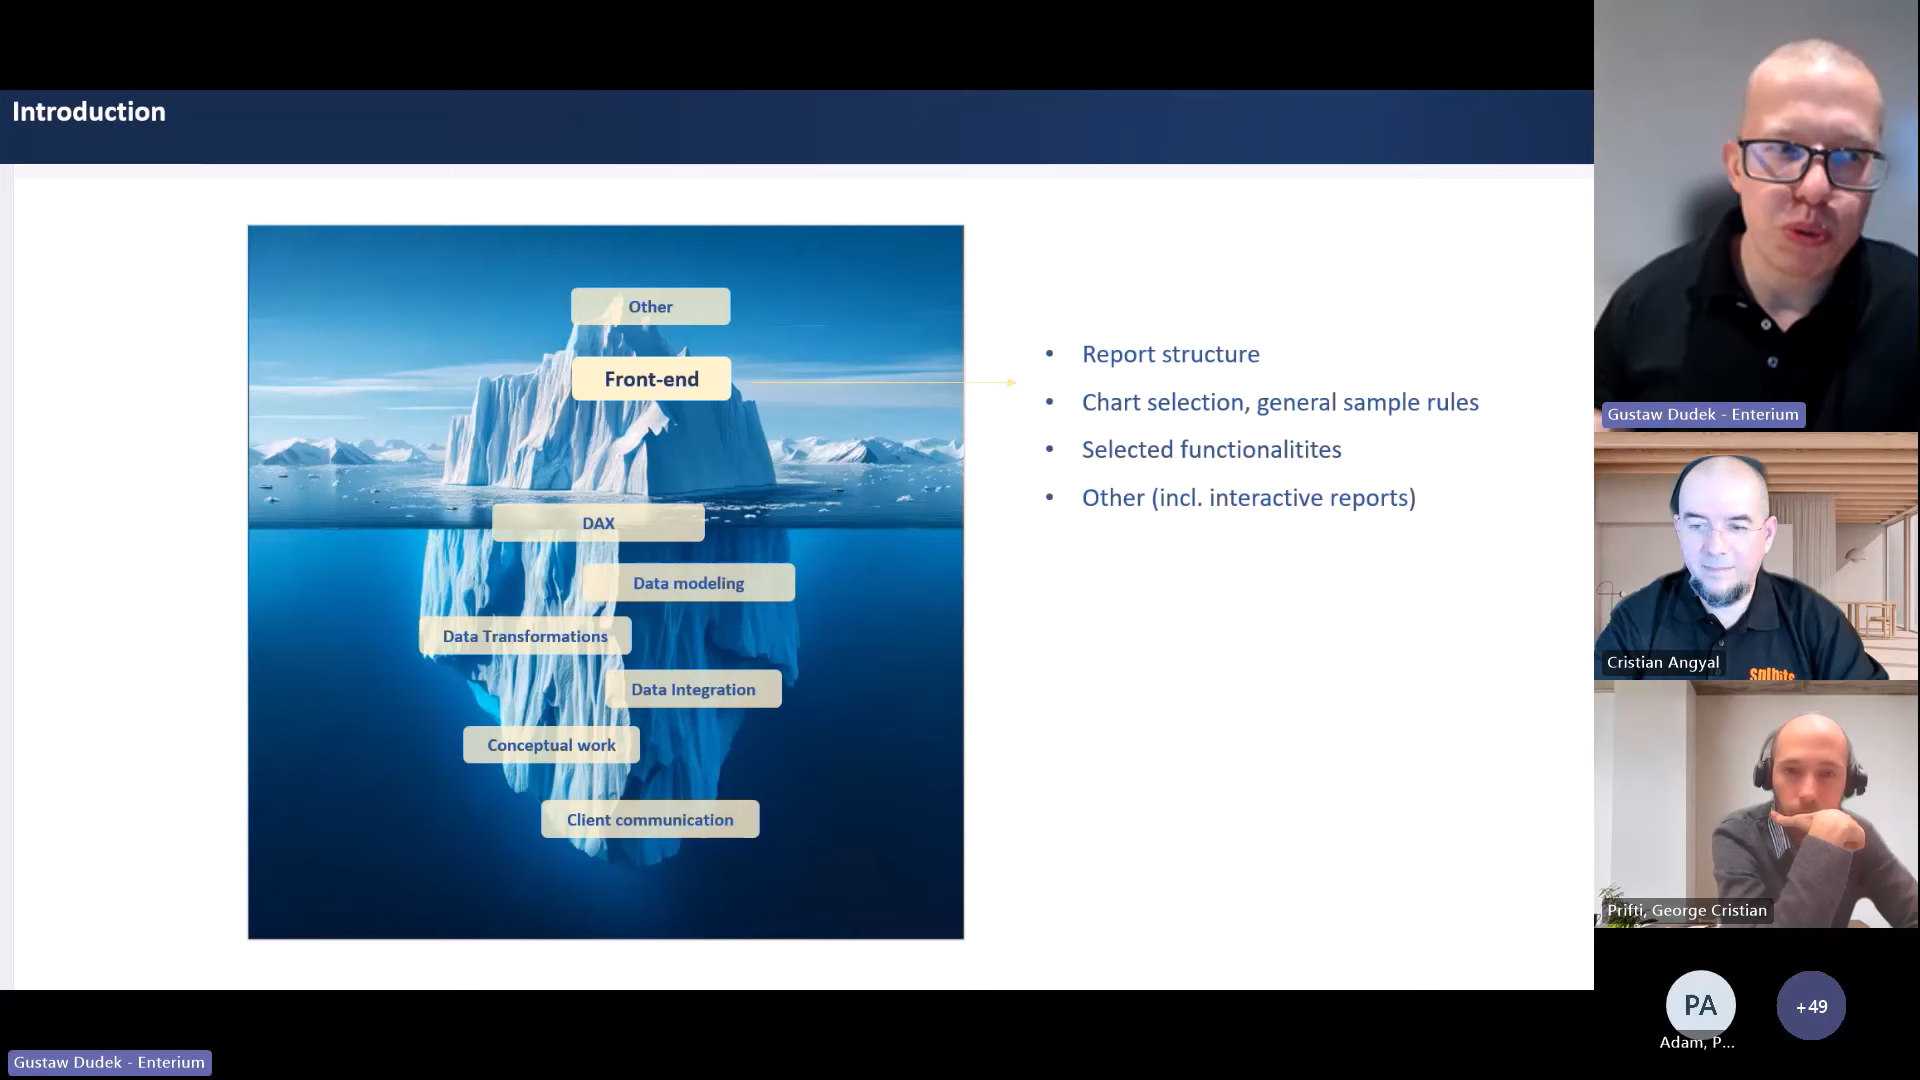 Introduction
Other
Front-end
DAX
Data modeling
Data Transformations
Data Integration
Conceptual work
Client communication
• Report structure
• Chart selection, general sample rules
• Selected functionalitites
• Other (incl. interactive reports)
Gustaw Dudek - Enterium
Cristian Angyal
sqlbits
Prifti, George Cristian
PA
Adam, P...
+49
Gustaw Dudek - Enterium